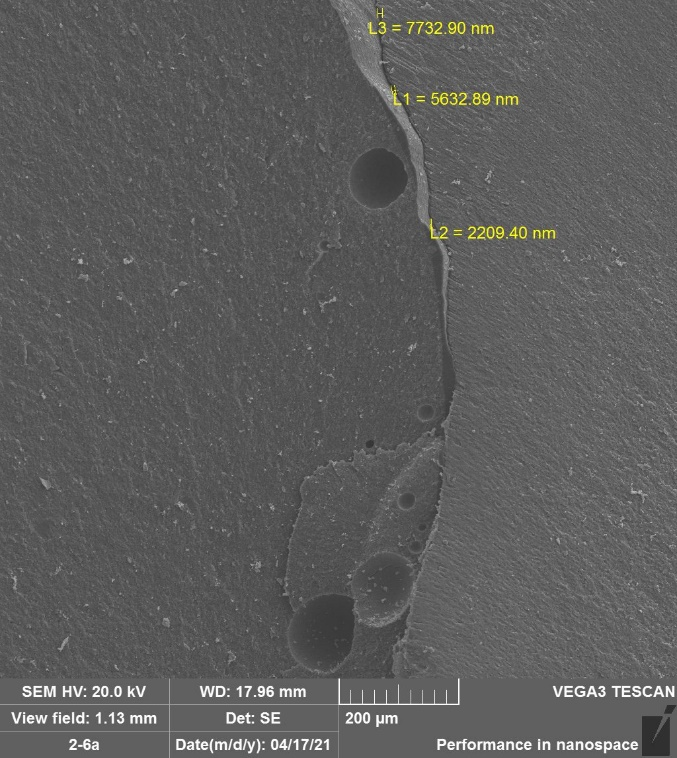 L3 = 7732.90 nm
L1 = 5632.89 nm
L2 = 2209.40 nm
SEM HV: 20.0 kV WD: 17.96 mm VEGA3 TESCAN
View field: 1.13 mm Det: SE 200 µm
2-6a Date(m/d/y): 04/17/21 Performance in nanospace